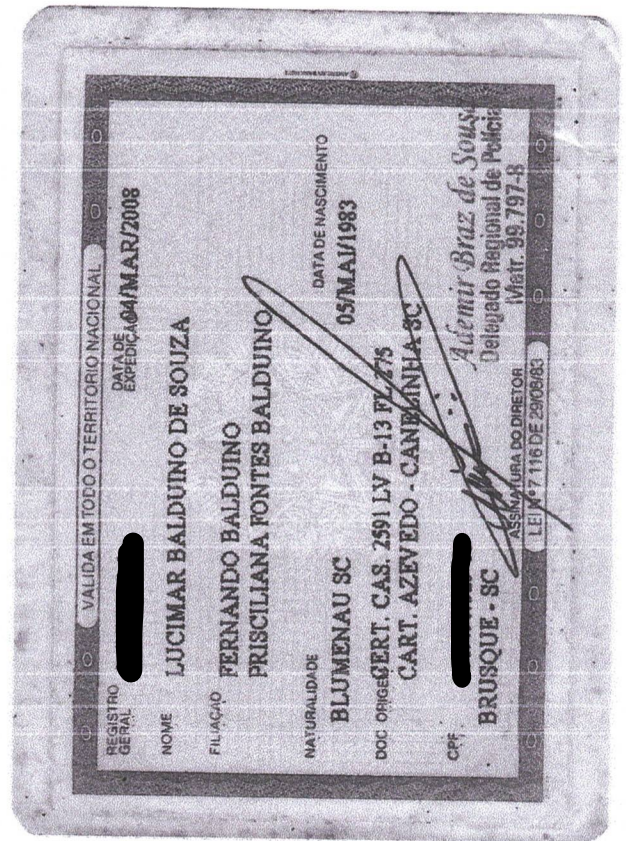 VALIDA EM TODO O TERRITORIO NACIONAL
REGISTRO GERAL
DATA DE EXPEDIÇÃO 04/MAR/2008
NOME
LUCIMAR BALDUINO DE SOUZA
FILIAÇAO
FERNANDO BALDUINO
PRISCILIANA FONTES BALDUINO
NATURALIDADE
DATA DE NASCIMENTO
BLUMENAU SC
05/MAI/1983
DOC ORIGEM CERT. CAS. 2591 LV B-13 FL 275
CART. AZEVEDO - CANELINHA SC
CPF
BRUSQUE - SC
Ademir Braz de Sousa
Delegado Regional de Polícia
Matr. 99.797-8
ASSINATURA DO DIRETOR
LEI Nº 7 116 DE 29/08/83